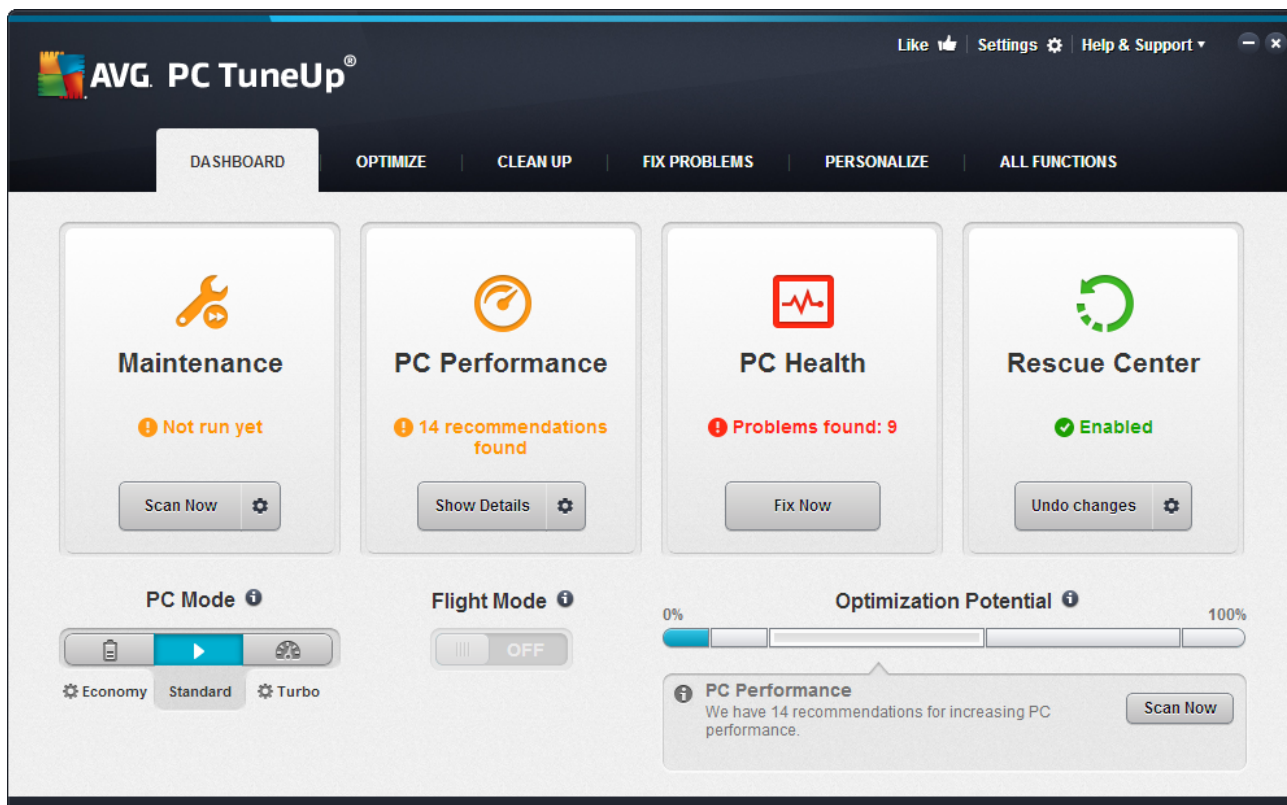 Like
Settings
Help & Support
AVG. PC TuneUp®
DASHBOARD
OPTIMIZE
CLEAN UP
FIX PROBLEMS
PERSONALIZE
ALL FUNCTIONS
Maintenance
Not run yet
Scan Now
PC Performance
14 recommendations
found
Show Details
PC Health
Problems found: 9
Fix Now
Rescue Center
Enabled
Undo changes
PC Mode
Economy
Standard
Turbo
Flight Mode
OFF
Optimization Potential
0%
100%
PC Performance
We have 14 recommendations for increasing PC
performance.
Scan Now